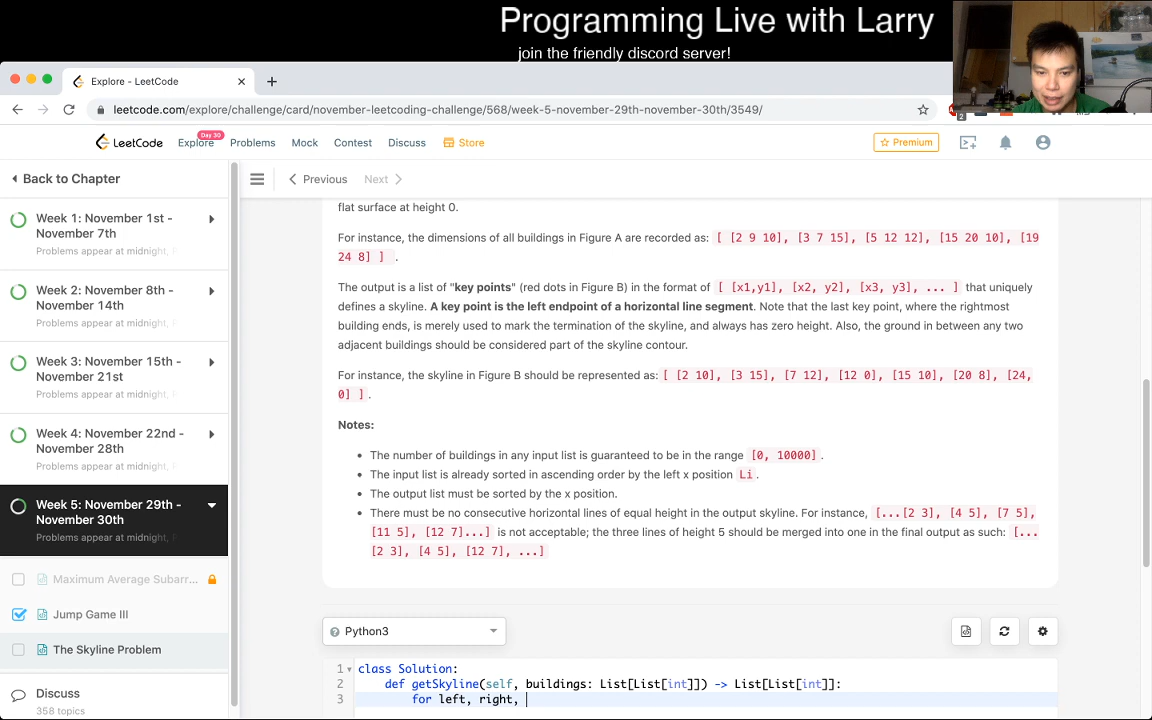 Programming Live with Larry
join the friendly discord server!
Explore - LeetCode
leetcode.com/explore/challenge/card/november-leetcoding-challenge/568/week-5-november-29th-november-30th/3549/
2
LeetCode
Explore
Day 30
Problems
Mock
Contest
Discuss
Store
Premium
Back to Chapter
Previous
Next
Week 1: November 1st -
November 7th
Problems appear at midnight,
Week 2: November 8th -
November 14th
Problems appear at midnight,
Week 3: November 15th -
November 21st
Problems appear at midnight,
Week 4: November 22nd -
November 28th
Problems appear at midnight,
Week 5: November 29th -
November 30th
Problems appear at midnight,
Maximum Average Subarr...
Jump Game III
The Skyline Problem
Discuss
358 topics
flat surface at height 0.
For instance, the dimensions of all buildings in Figure A are recorded as: [ [2 9 10], [3 7 15], [5 12 12], [15 20 10], [19
24 8] ] .
The output is a list of "key points" (red dots in Figure B) in the format of [ [x1,y1], [x2, y2], [x3, y3], ... ] that uniquely
defines a skyline. A key point is the left endpoint of a horizontal line segment. Note that the last key point, where the rightmost
building ends, is merely used to mark the termination of the skyline, and always has zero height. Also, the ground in between any two
adjacent buildings should be considered part of the skyline contour.
For instance, the skyline in Figure B should be represented as: [ [2 10], [3 15], [7 12], [12 0], [15 10], [20 8], [24,
0] ] .
Notes:
• The number of buildings in any input list is guaranteed to be in the range [0, 10000] .
• The input list is already sorted in ascending order by the left x position Li .
• The output list must be sorted by the x position.
• There must be no consecutive horizontal lines of equal height in the output skyline. For instance, [...[2 3], [4 5], [7 5],
[11 5], [12 7]...] is not acceptable; the three lines of height 5 should be merged into one in the final output as such: [...
[2 3], [4 5], [12 7], ...]
Python3
1 class Solution:
2 def getSkyline(self, buildings: List[List[int]]) -> List[List[int]]:
3 for left, right,